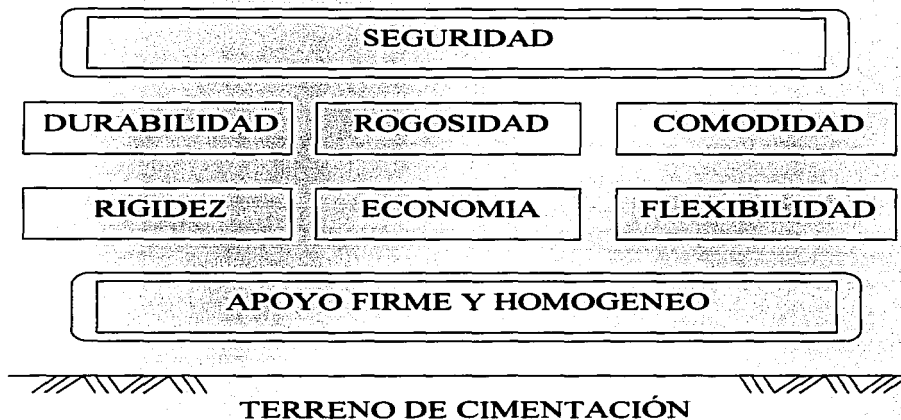 SEGURIDAD
DURABILIDAD ROGOSIDAD COMODIDAD
RIGIDEZ ECONOMIA FLEXIBILIDAD
APOYO FIRME Y HOMOGENEO
TERRENO DE CIMENTACIÓN